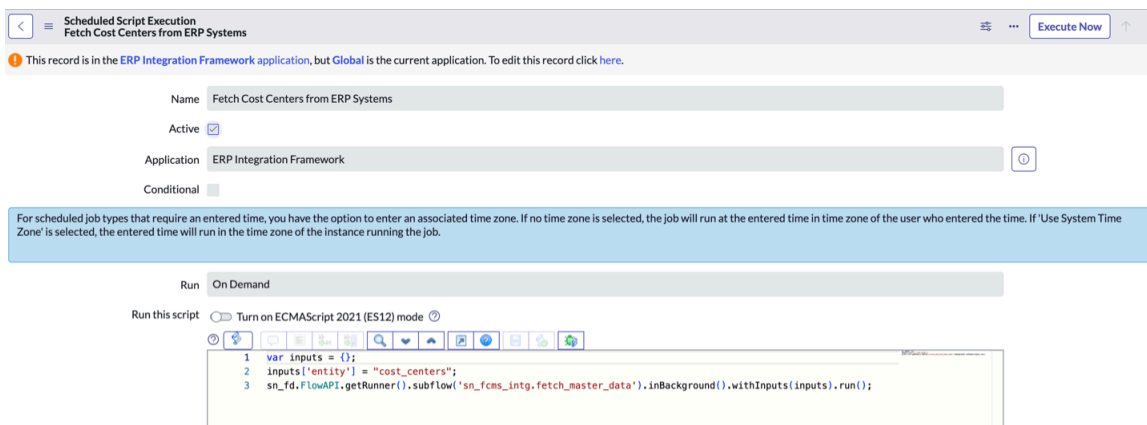 Scheduled Script Execution
Fetch Cost Centers from ERP Systems
Execute Now
This record is in the ERP Integration Framework application, but Global is the current application. To edit this record click here.
Name Fetch Cost Centers from ERP Systems
Active
Application ERP Integration Framework
Conditional
For scheduled job types that require an entered time, you have the option to enter an associated time zone. If no time zone is selected, the job will run at the entered time in time zone of the user who entered the time. If 'Use System Time
Zone' is selected, the entered time will run in the time zone of the instance running the job.
Run On Demand
Run this script Turn on ECMAScript 2021 (ES12) mode
1 var inputs = {};
2 inputs['entity'] = "cost_centers";
3 sn_fd.FlowAPI.getRunner().subflow('sn_fcms_intg.fetch_master_data').inBackground().withInputs(inputs).run();